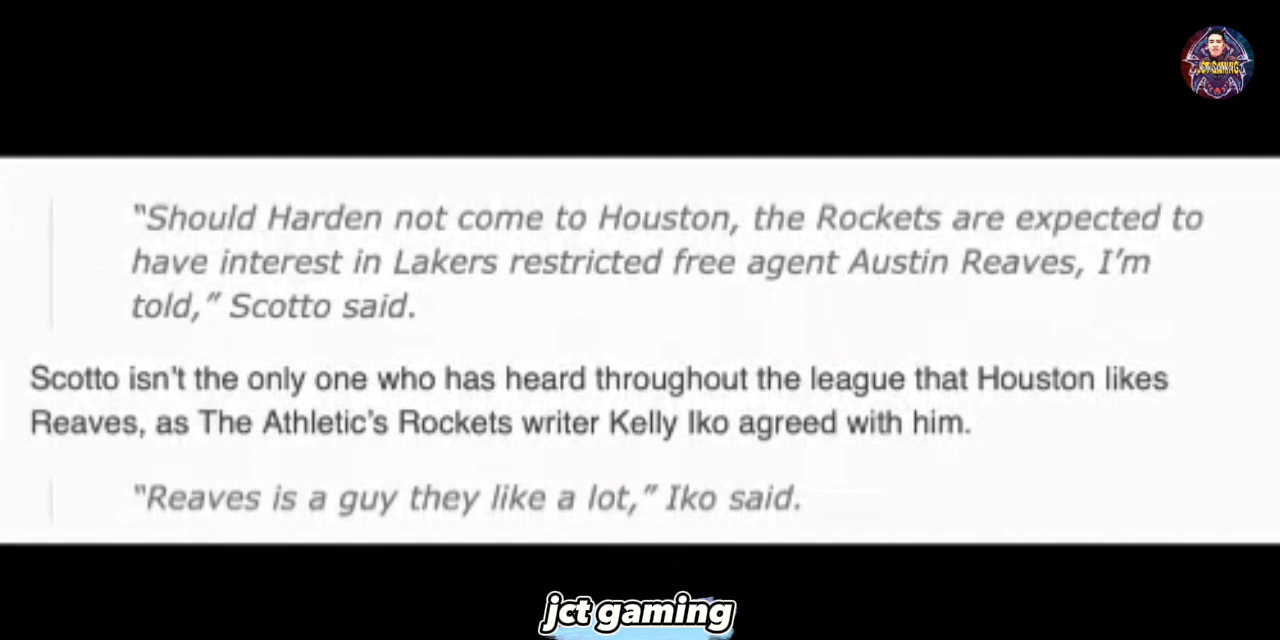 JCT GAMING
"Should Harden not come to Houston, the Rockets are expected to
have interest in Lakers restricted free agent Austin Reaves, I'm
told," Scotto said.
Scotto isn't the only one who has heard throughout the league that Houston likes
Reaves, as The Athletic's Rockets writer Kelly Iko agreed with him.
"Reaves is a guy they like a lot," Iko said.
jct gaming